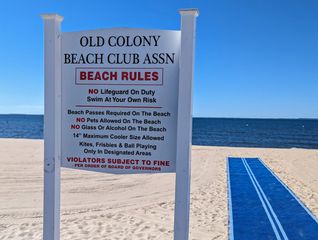 OLD COLONY
BEACH CLUB ASSN
BEACH RULES
NO Lifeguard On Duty
Swim At Your Own Risk
Beach Passes Required On The Beach
NO Pets Allowed On The Beach
NO Glass Or Alcohol On The Beach
14" Maximum Cooler Size Allowed
Kites, Frisbies & Ball Playing
Only In Designated Areas
VIOLATORS SUBJECT TO FINE
PER ORDER OF BOARD OF GOVERNORS